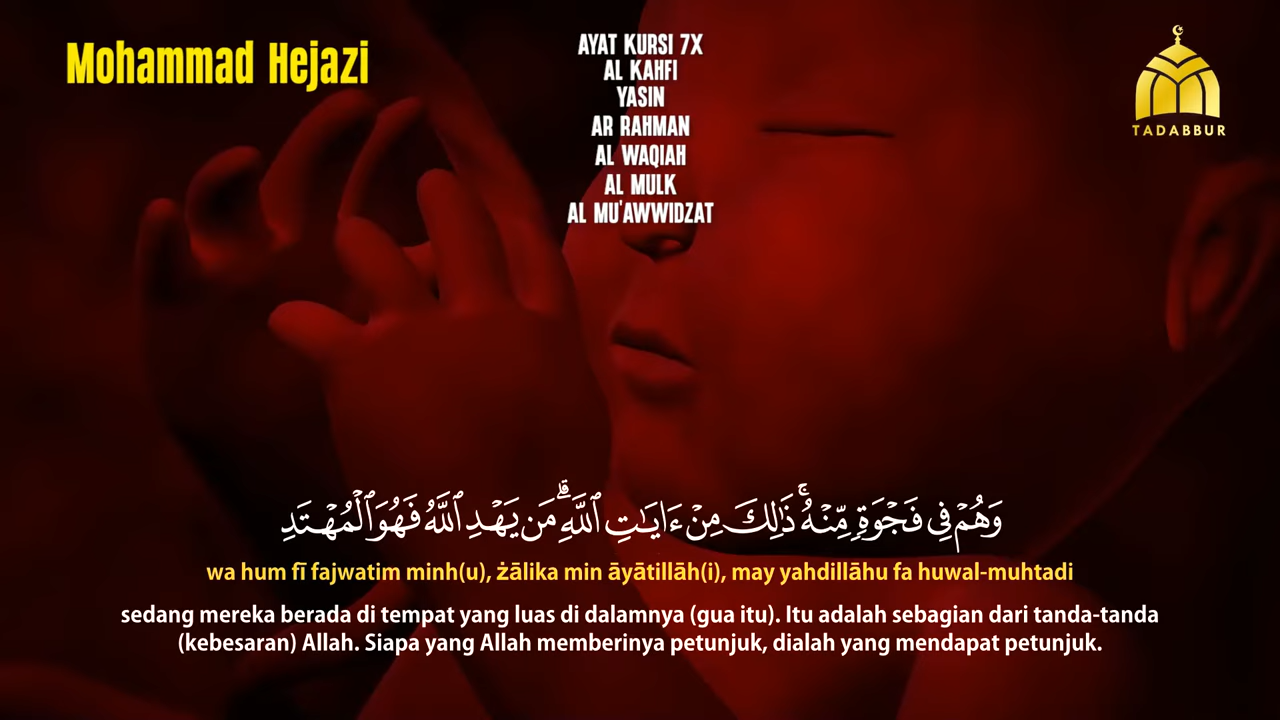 Mohammad Hejazi
AYAT KURSI 7X
AL KAHFI
YASIN
AR RAHMAN
AL WAQIAH
AL MULK
AL MU'AWWIDZAT
TADABBUR
وَهُمْ فِى فَجْوَةٍ مِّنْهُ ۚ ذَٰلِكَ مِنْ ءَايَـٰتِ ٱللَّهِ ۗ مَن يَهْدِ ٱللَّهُ فَهُوَ ٱلْمُهْتَدِ
wa hum fī fajwatim minh(u), żālika min āyātillāh(i), may yahdillāhu fa huwal-muhtadi
sedang mereka berada di tempat yang luas di dalamnya (gua itu). Itu adalah sebagian dari tanda-tanda
(kebesaran) Allah. Siapa yang Allah memberinya petunjuk, dialah yang mendapat petunjuk.